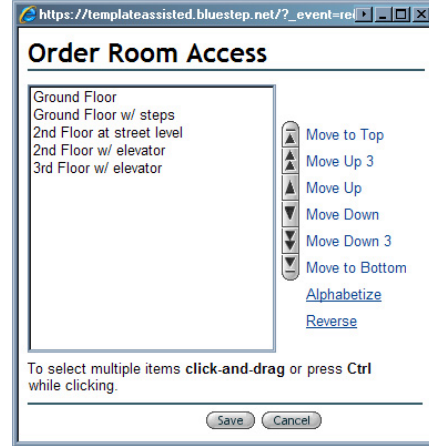 https://templateassisted.bluestep.net/?_event=re
Order Room Access
Ground Floor
Ground Floor w/ steps
2nd Floor at street level
2nd Floor w/ elevator
3rd Floor w/ elevator
Move to Top
Move Up 3
Move Up
Move Down
Move Down 3
Move to Bottom
Alphabetize
Reverse
To select multiple items click-and-drag or press Ctrl
while clicking.
Save Cancel